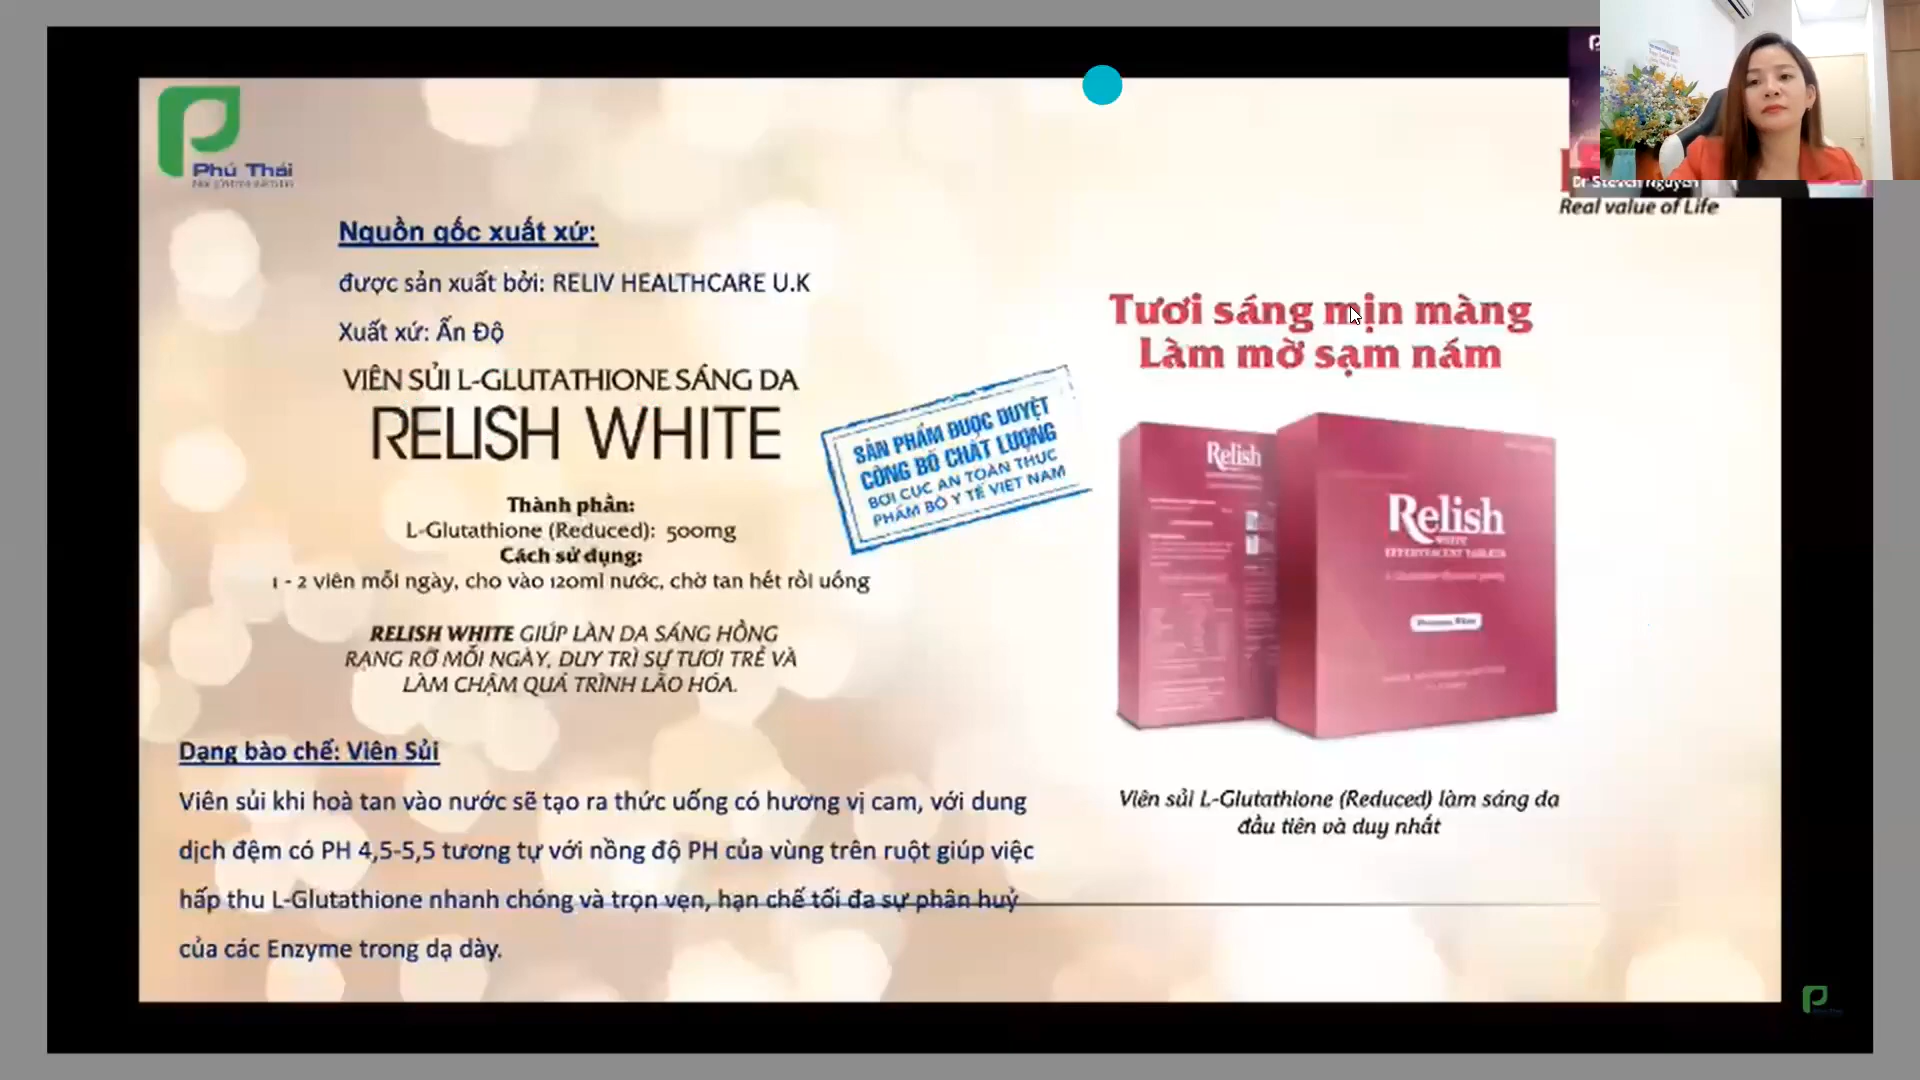 Phú Thái
Nguồn gốc xuất xứ:
được sản xuất bởi: RELIV HEALTHCARE U.K
Xuất xứ: Ấn Độ
VIÊN SỦI L-GLUTATHIONE SÁNG DA
RELISH WHITE
Thành phần:
L-Glutathione (Reduced): 500mg
Cách sử dụng:
1 - 2 viên mỗi ngày, cho vào 120ml nước, chờ tan hết rồi uống
RELISH WHITE GIÚP LÀN DA SÁNG HỒNG
RẠNG RỠ MỖI NGÀY, DUY TRÌ SỰ TƯƠI TRẺ VÀ
LÀM CHẬM QUÁ TRÌNH LÃO HÓA.
Dạng bào chế: Viên Sủi
Viên sủi khi hoà tan vào nước sẽ tạo ra thức uống có hương vị cam, với dung
dịch đệm có PH 4,5-5,5 tương tự với nồng độ PH của vùng trên ruột giúp việc
hấp thu L-Glutathione nhanh chóng và trọn vẹn, hạn chế tối đa sự phân huỷ
của các Enzyme trong dạ dày.
SẢN PHẨM ĐƯỢC DUYỆT
CÔNG BỐ CHẤT LƯỢNG
BỞI CỤC AN TOÀN THỰC
PHẨM BỘ Y TẾ VIỆT NAM
Dr Steven Nguyen
Real value of Life
Tươi sáng mịn màng
Làm mờ sạm nám
Relish
Relish
WHITE
EFFERVESCENT TABLETS
Viên sủi L-Glutathione (Reduced) làm sáng da
đầu tiên và duy nhất